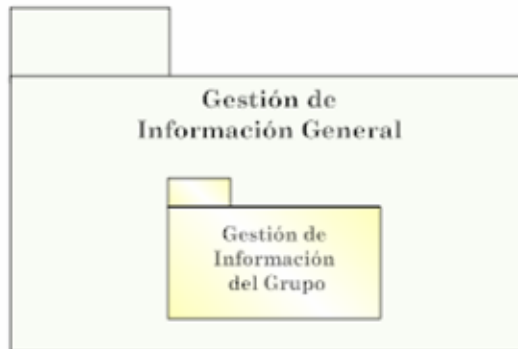 Gestión de
Información General
Gestión de
Información
del Grupo